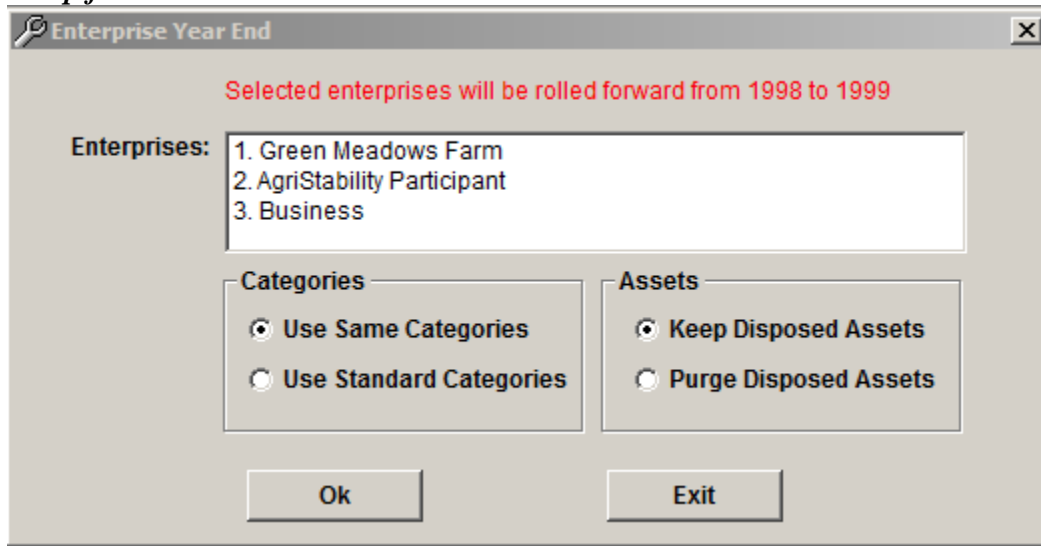 Enterprise Year End
Selected enterprises will be rolled forward from 1998 to 1999
Enterprises:
1. Green Meadows Farm
2. AgriStability Participant
3. Business
Categories
Use Same Categories
Use Standard Categories
Assets
Keep Disposed Assets
Purge Disposed Assets
Ok
Exit